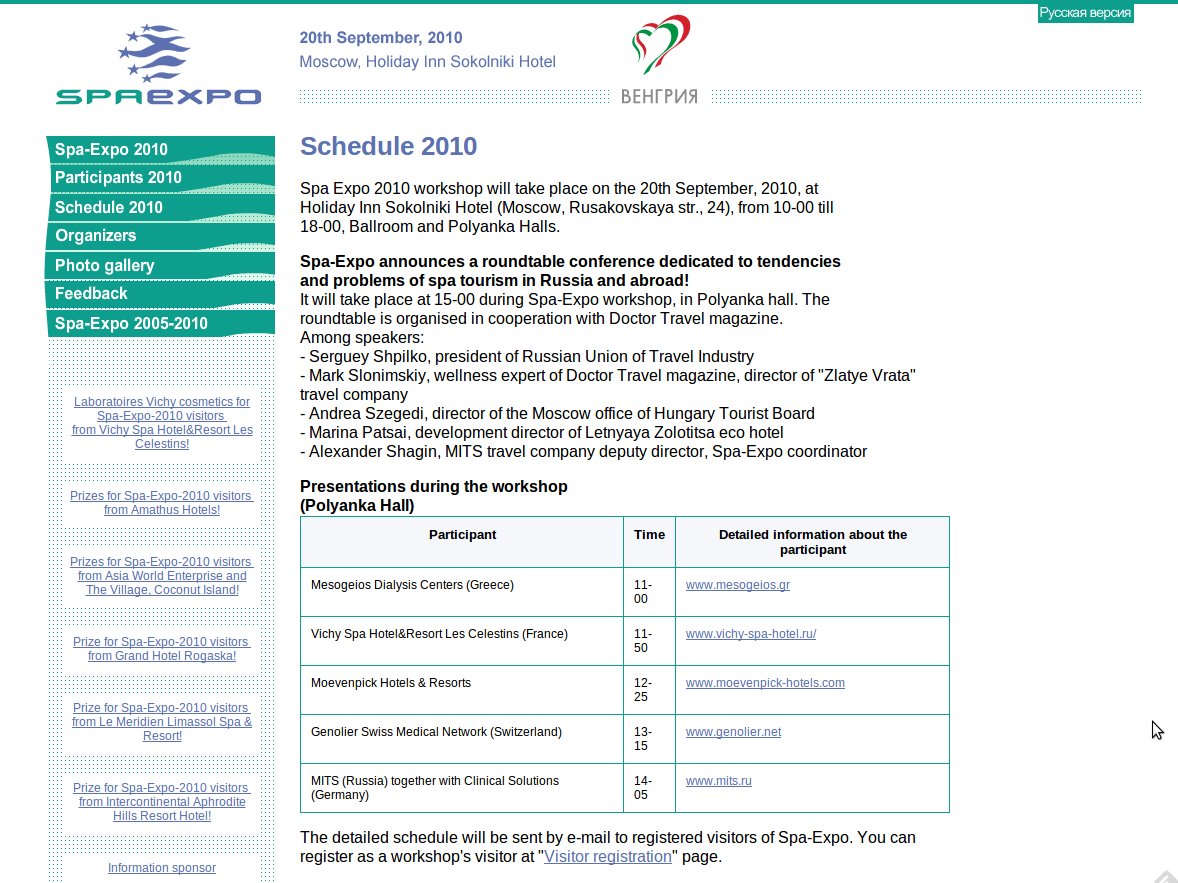 Русская версия
20th September, 2010
Moscow, Holiday Inn Sokolniki Hotel
SPAEXPO
ВЕНГРИЯ
Spa-Expo 2010
Participants 2010
Schedule 2010
Organizers
Photo gallery
Feedback
Spa-Expo 2005-2010
Laboratoires Vichy cosmetics for
Spa-Expo-2010 visitors
from Vichy Spa Hotel&Resort Les
Celestins!
Prizes for Spa-Expo-2010 visitors
from Amathus Hotels!
Prizes for Spa-Expo-2010 visitors
from Asia World Enterprise and
The Village, Coconut Island!
Prize for Spa-Expo-2010 visitors
from Grand Hotel Rogaska!
Prize for Spa-Expo-2010 visitors
from Le Meridien Limassol Spa &
Resort!
Prize for Spa-Expo-2010 visitors
from Intercontinental Aphrodite
Hills Resort Hotel!
Information sponsor
Schedule 2010
Spa Expo 2010 workshop will take place on the 20th September, 2010, at
Holiday Inn Sokolniki Hotel (Moscow, Rusakovskaya str., 24), from 10-00 till
18-00, Ballroom and Polyanka Halls.
Spa-Expo announces a roundtable conference dedicated to tendencies
and problems of spa tourism in Russia and abroad!
It will take place at 15-00 during Spa-Expo workshop, in Polyanka hall. The
roundtable is organised in cooperation with Doctor Travel magazine.
Among speakers:
- Serguey Shpilko, president of Russian Union of Travel Industry
- Mark Slonimskiy, wellness expert of Doctor Travel magazine, director of "Zlatye Vrata"
travel company
- Andrea Szegedi, director of the Moscow office of Hungary Tourist Board
- Marina Patsai, development director of Letnyaya Zolotitsa eco hotel
- Alexander Shagin, MITS travel company deputy director, Spa-Expo coordinator
Presentations during the workshop
(Polyanka Hall)
Participant Time Detailed information about the
participant
Mesogeios Dialysis Centers (Greece) 11- www.mesogeios.gr
00
Vichy Spa Hotel&Resort Les Celestins (France) 11- www.vichy-spa-hotel.ru/
50
Moevenpick Hotels & Resorts 12- www.moevenpick-hotels.com
25
Genolier Swiss Medical Network (Switzerland) 13- www.genolier.net
15
MITS (Russia) together with Clinical Solutions 14- www.mits.ru
(Germany) 05
The detailed schedule will be sent by e-mail to registered visitors of Spa-Expo. You can
register as a workshop's visitor at "Visitor registration" page.